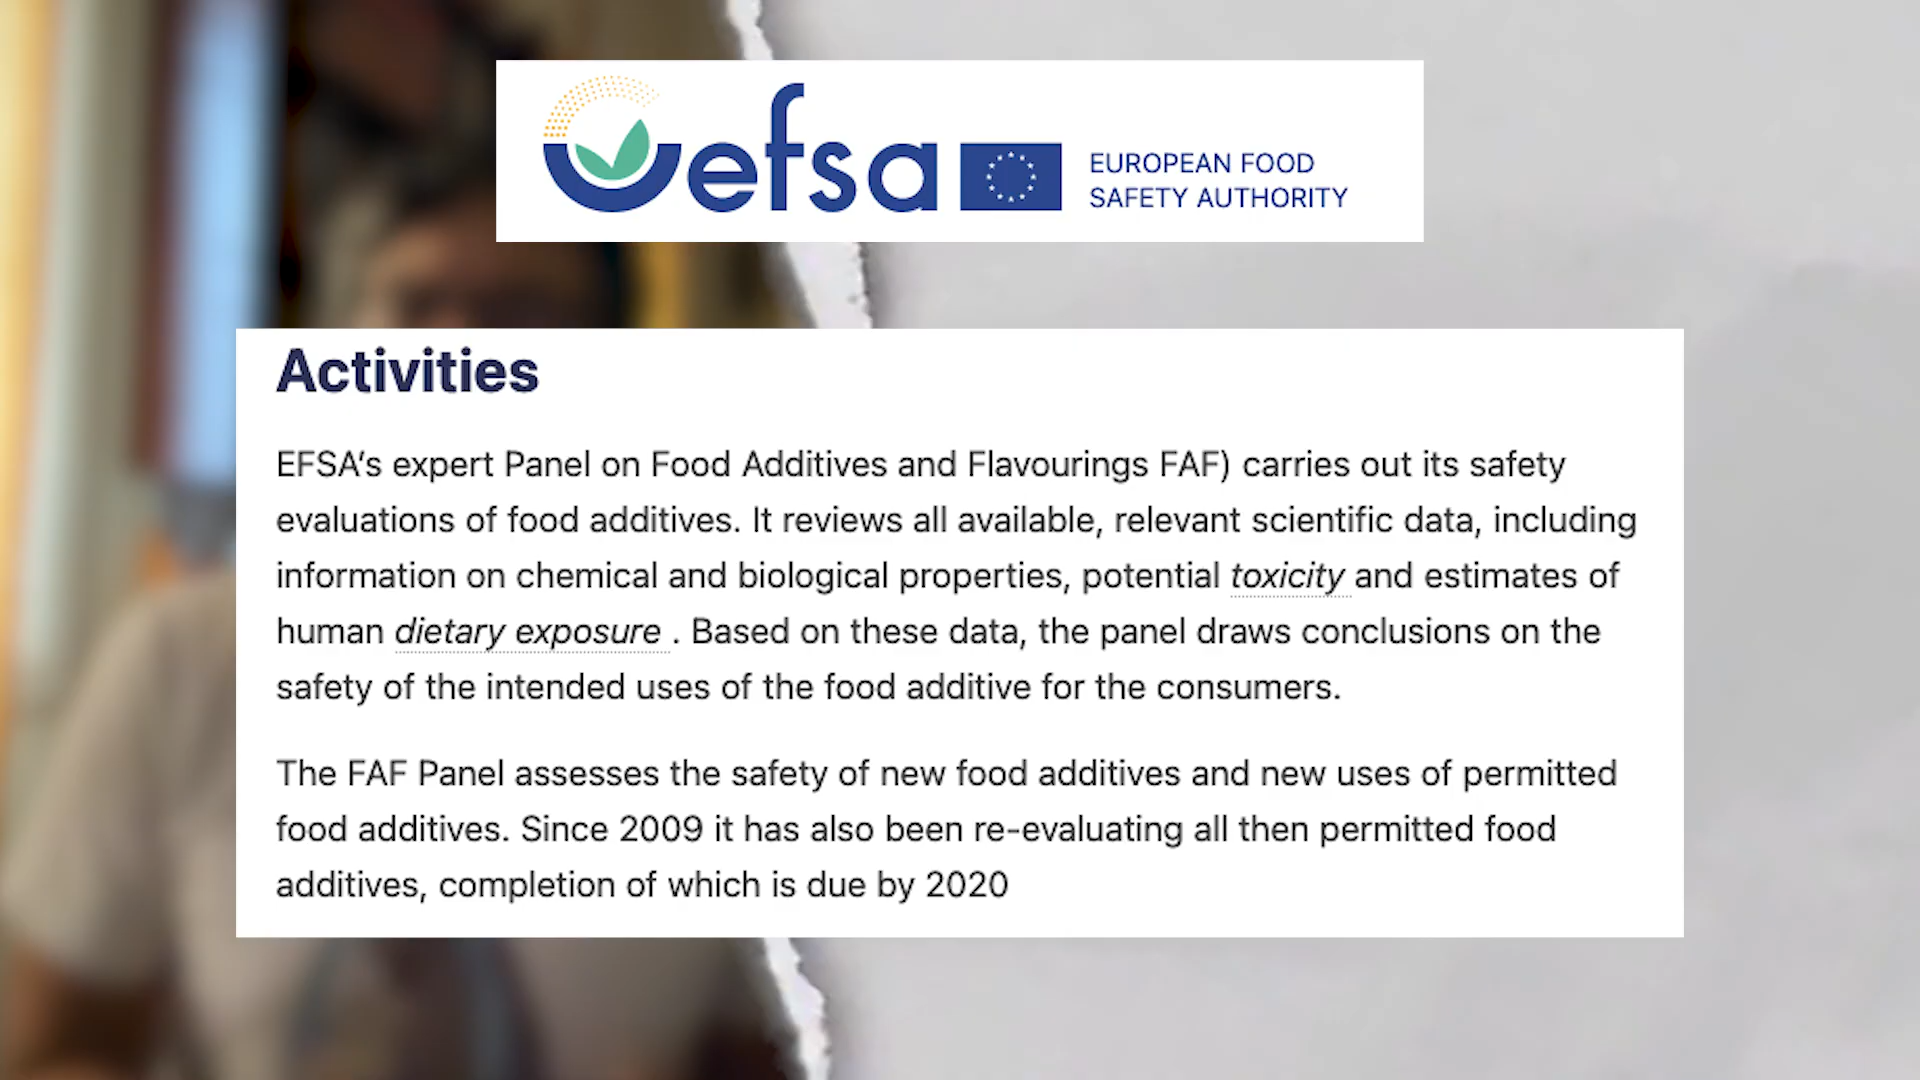 efsa
EUROPEAN FOOD
SAFETY AUTHORITY
Activities
EFSA’s expert Panel on Food Additives and Flavourings FAF) carries out its safety
evaluations of food additives. It reviews all available, relevant scientific data, including
information on chemical and biological properties, potential toxicity and estimates of
human dietary exposure . Based on these data, the panel draws conclusions on the
safety of the intended uses of the food additive for the consumers.
The FAF Panel assesses the safety of new food additives and new uses of permitted
food additives. Since 2009 it has also been re-evaluating all then permitted food
additives, completion of which is due by 2020